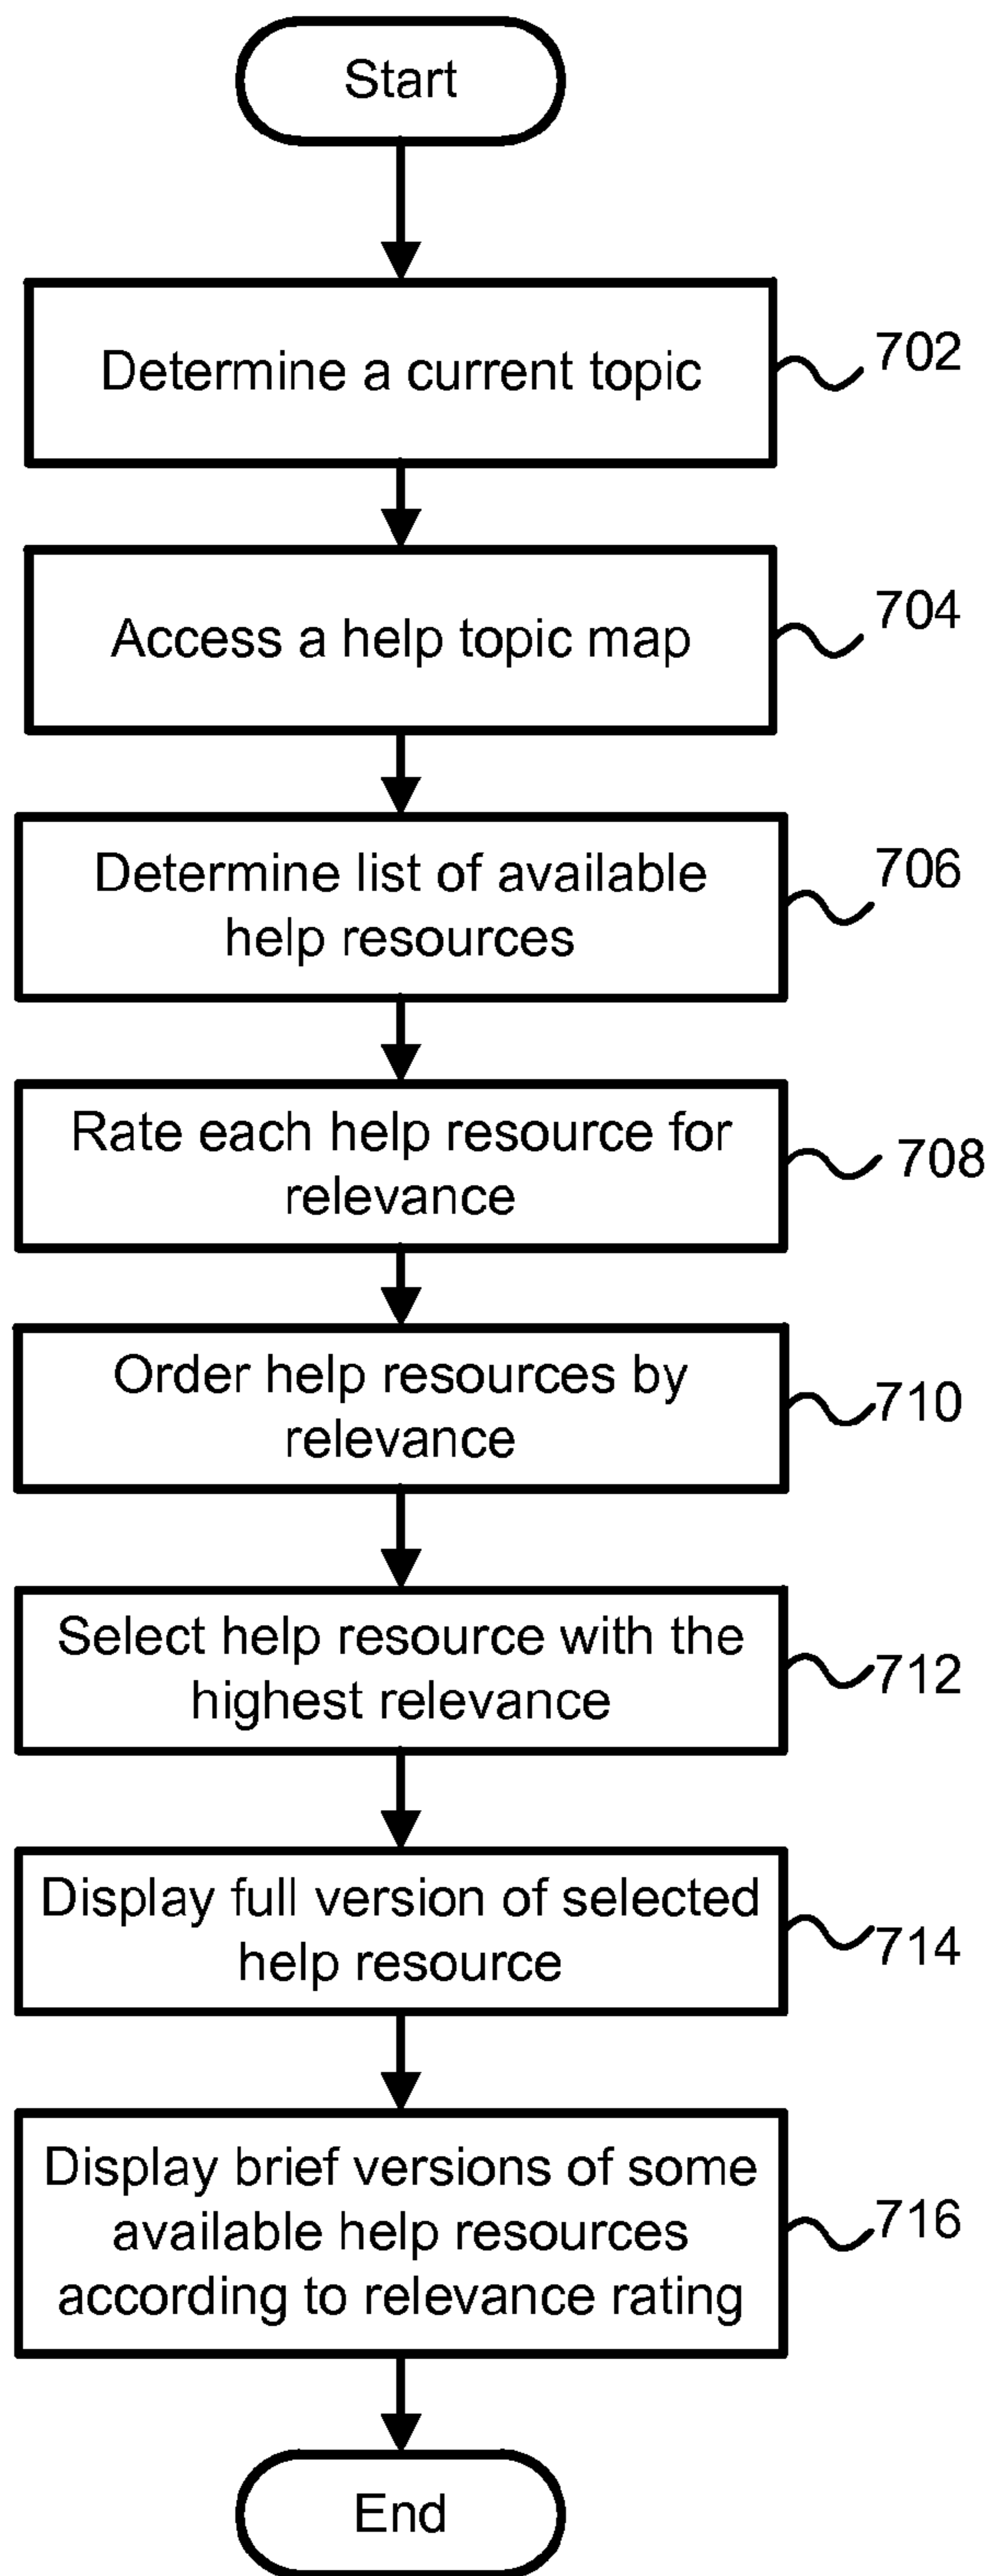 Start
Determine a current topic
702
Access a help topic map
704
Determine list of available
help resources
706
Rate each help resource for
relevance
708
Order help resources by
relevance
710
Select help resource with the
highest relevance
712
Display full version of selected
help resource
714
Display brief versions of some
available help resources
according to relevance rating
716
End